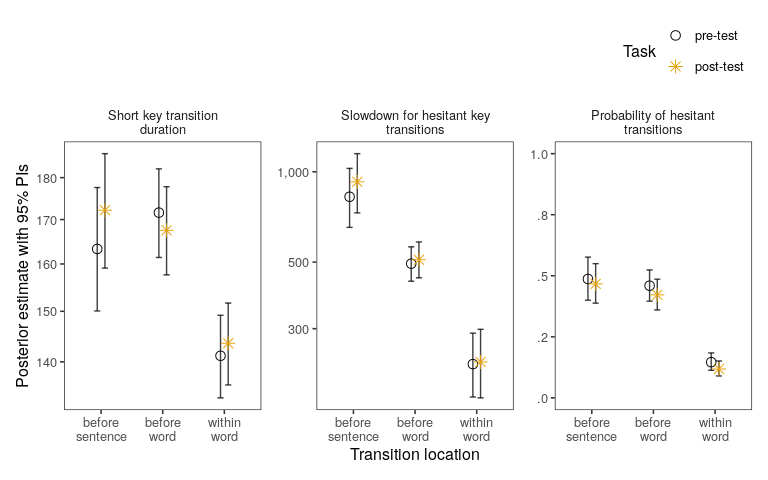 Task
pre-test
post-test
Short key transition
duration
Slowdown for hesitant key
transitions
Probability of hesitant
transitions
Posterior estimate with 95% PIs
180
170
160
150
140
1,000
500
300
1.0
.8
.5
.2
.0
before
sentence
before
word
within
word
before
sentence
before
word
within
word
before
sentence
before
word
within
word
Transition location